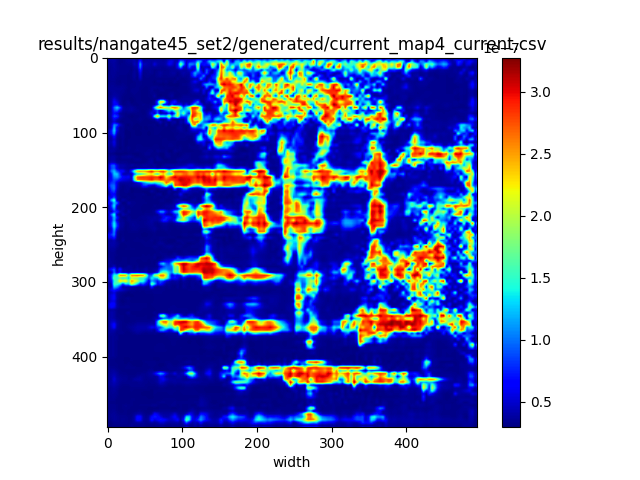 results/nangate45_set2/generated/current_map4_current.csv
1e−7
0
100
200
300
400
height
0 100 200 300 400
width
3.0
2.5
2.0
1.5
1.0
0.5